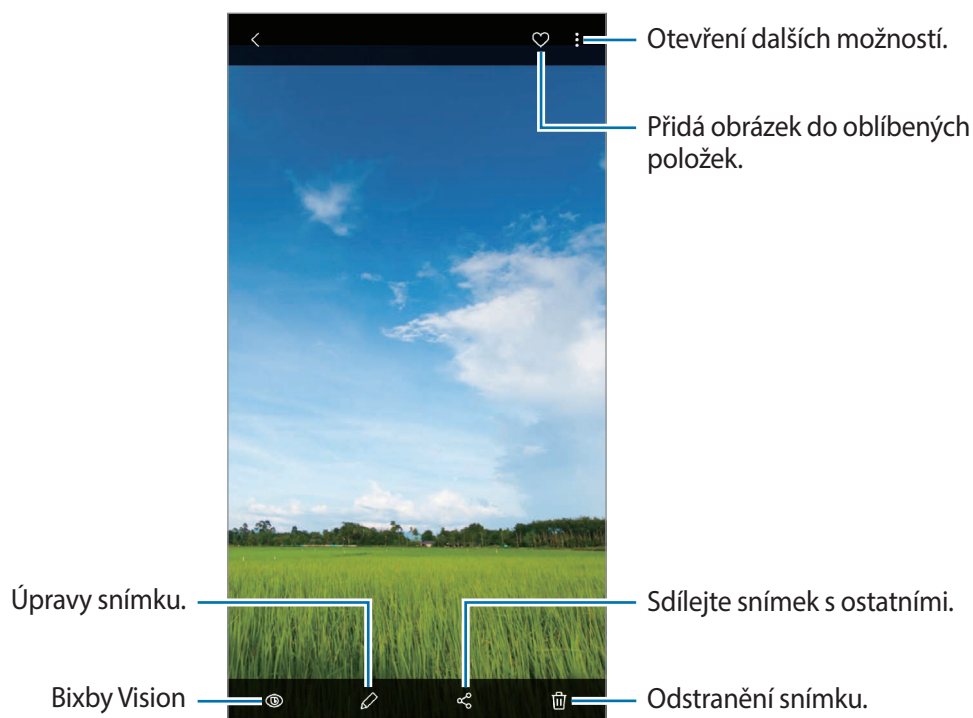 Otevření dalších možností.
Přidá obrázek do oblíbených
položek.
Úpravy snímku.
Sdílejte snímek s ostatními.
Bixby Vision
Odstranění snímku.